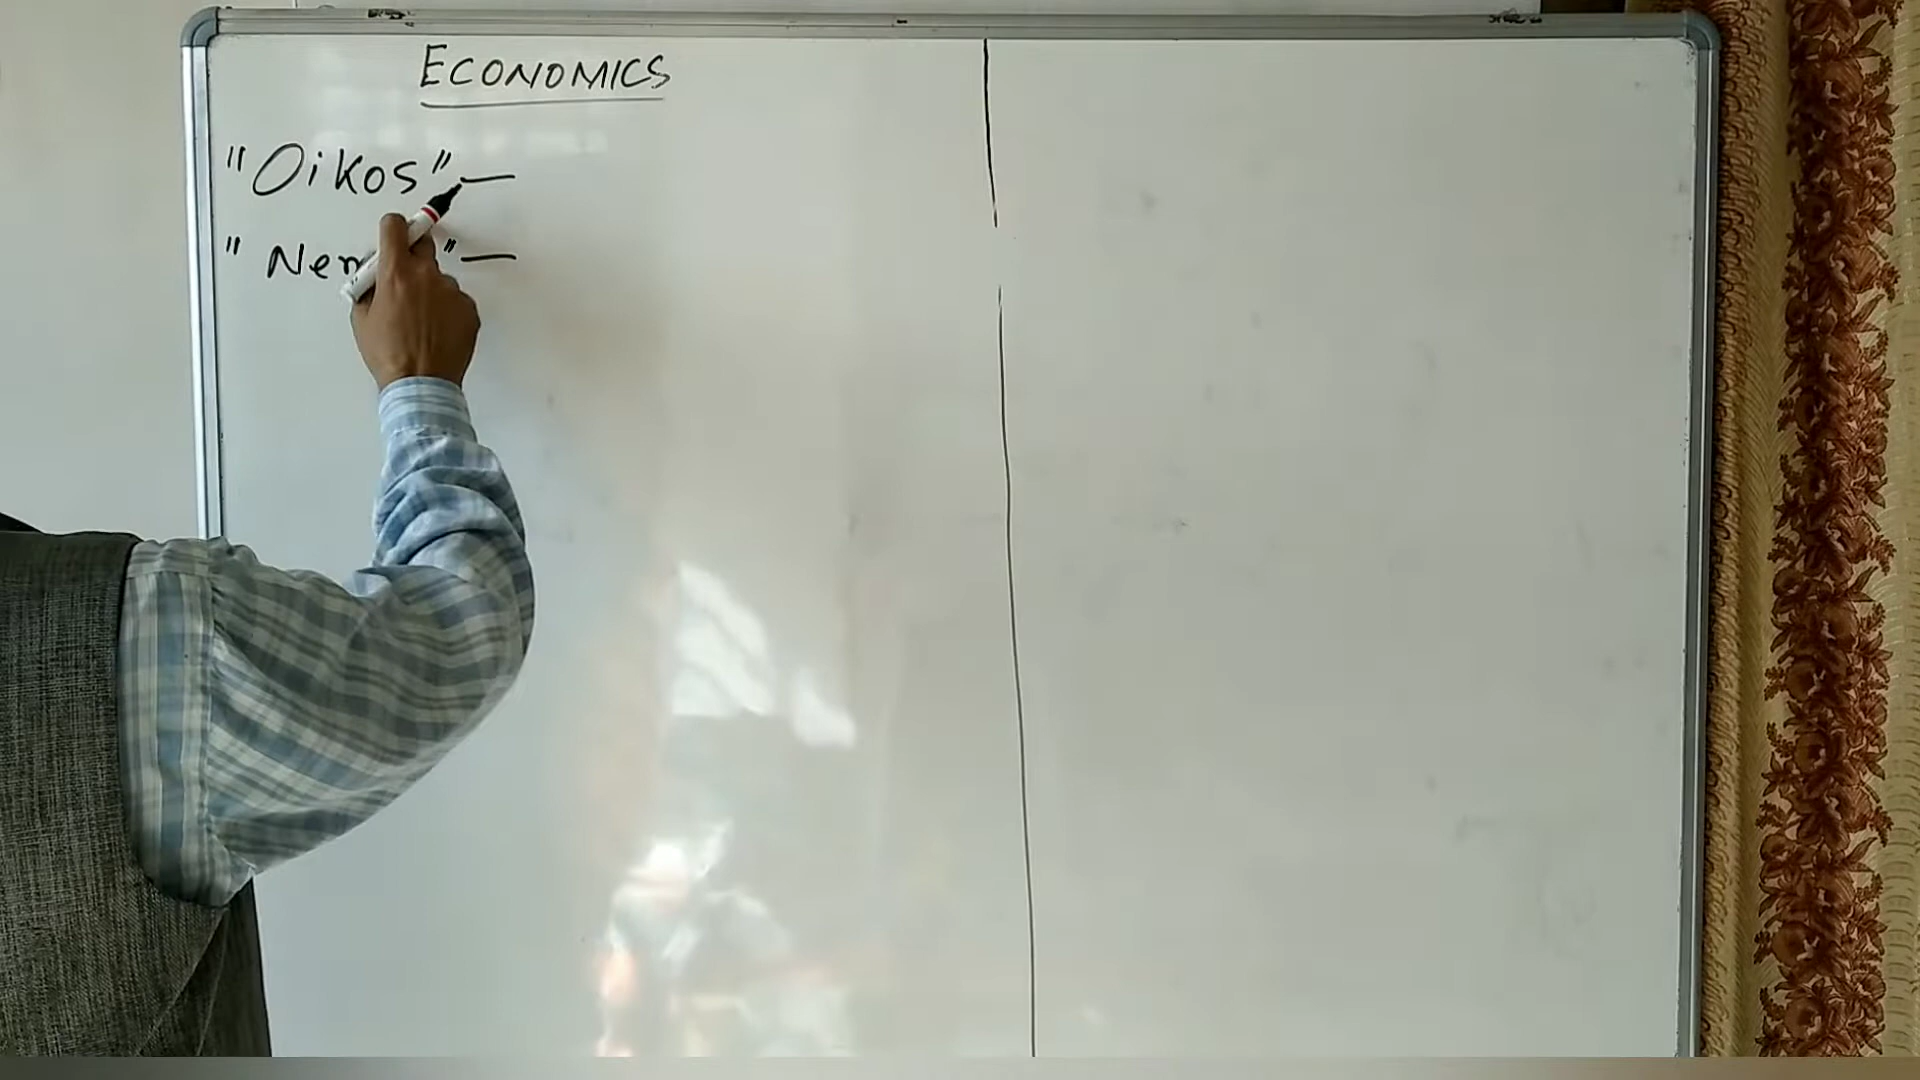 ECONOMICS
"Oikos" —
" —